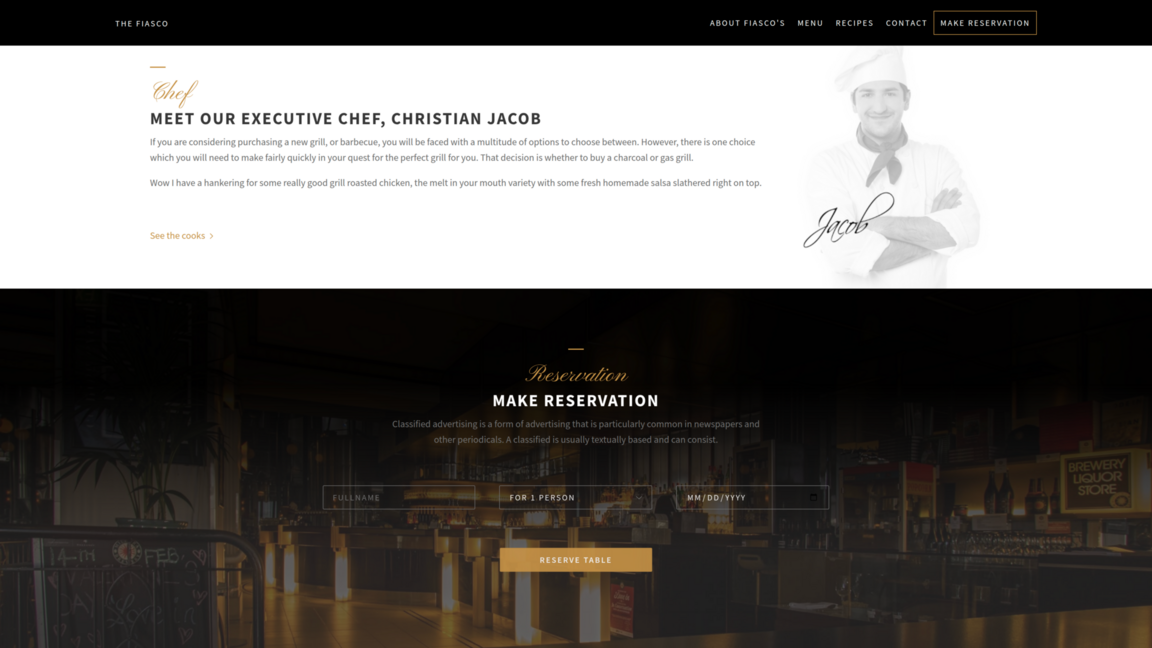 THE FIASCO
ABOUT FIASCO'S MENU RECIPES CONTACT MAKE RESERVATION
Chef
MEET OUR EXECUTIVE CHEF, CHRISTIAN JACOB
If you are considering purchasing a new grill, or barbecue, you will be faced with a multitude of options to choose between. However, there is one choice
which you will need to make fairly quickly in your quest for the perfect grill for you. That decision is whether to buy a charcoal or gas grill.
Wow I have a hankering for some really good grill roasted chicken, the melt in your mouth variety with some fresh homemade salsa slathered right on top.
See the cooks
Jacob
Reservation
MAKE RESERVATION
Classified advertising is a form of advertising that is particularly common in newspapers and
other periodicals. A classified is usually textually based and can consist.
FULLNAME
FOR 1 PERSON
MM/DD/YYYY
RESERVE TABLE
BREWERY
LIQUOR
STORE
FEB.